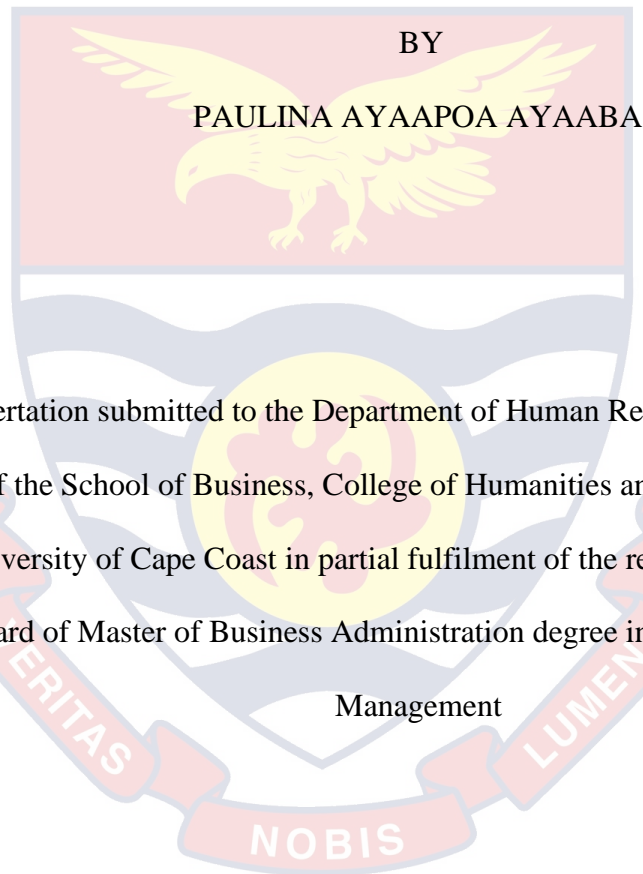 BY
PAULINA AYAAPOA AYAABA
ertation submitted to the Department of Human Re
f the School of Business, College of Humanities an
versity of Cape Coast in partial fulfilment of the re
ard of Master of Business Administration degree in
Management
VERITAS
NOBIS
LUMEN